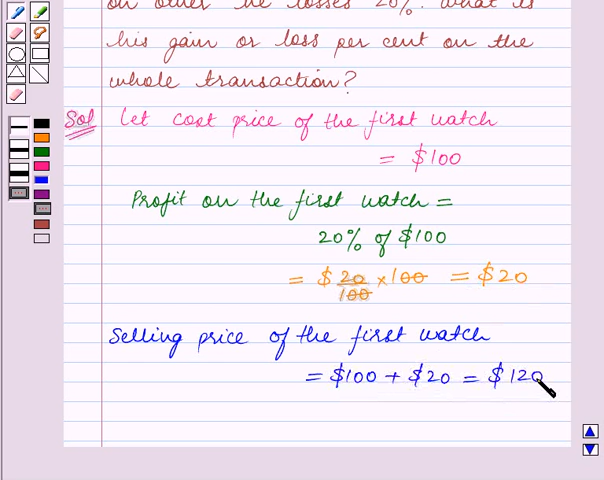 on other he losses 20%. What is
his gain or loss per cent on the
whole transaction?
Sol Let cost price of the first watch
= $100
Profit on the first watch =
20% of $100
= $ 20/100 × 100 = $20
Selling price of the first watch
= $100 + $20 = $120